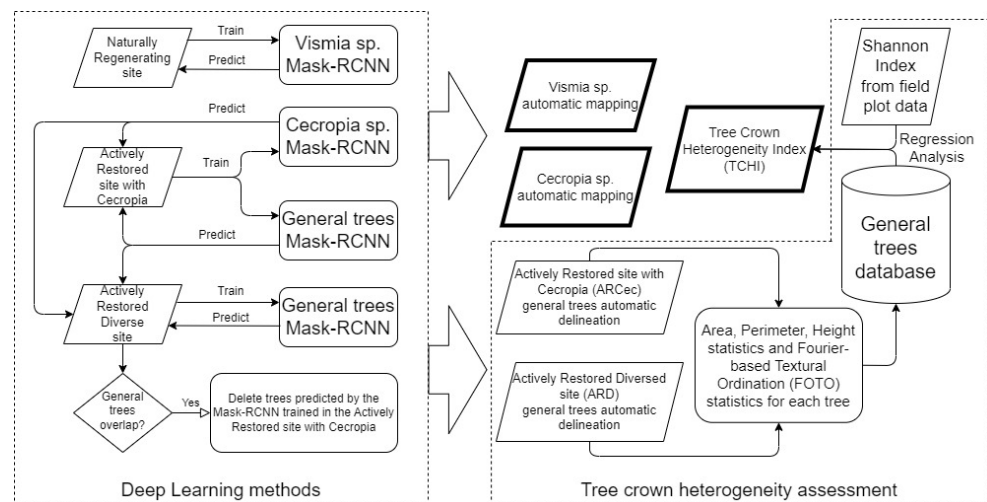 Naturally
Regenerating
site
Train
Predict
Vismia sp.
Mask-RCNN
Predict
Cecropia sp.
Mask-RCNN
Actively
Restored
site with
Cecropia
Train
General trees
Mask-RCNN
Predict
Actively
Restored
Diverse
site
Train
Predict
General trees
Mask-RCNN
General
trees
overlap?
Yes
Delete trees predicted by the
Mask-RCNN trained in the Actively
Restored site with Cecropia
Deep Learning methods
Vismia sp.
automatic mapping
Cecropia sp.
automatic mapping
Tree Crown
Heterogeneity Index
(TCHI)
Shannon
Index
from field
plot data
Regression
Analysis
General
trees
database
Actively Restored site with
Cecropia (ARCec)
general trees automatic
delineation
Actively Restored Diversed
site (ARD)
general trees automatic
delineation
Area, Perimeter, Height
statistics and Fourier-
based Textural
Ordination (FOTO)
statistics for each tree
Tree crown heterogeneity assessment